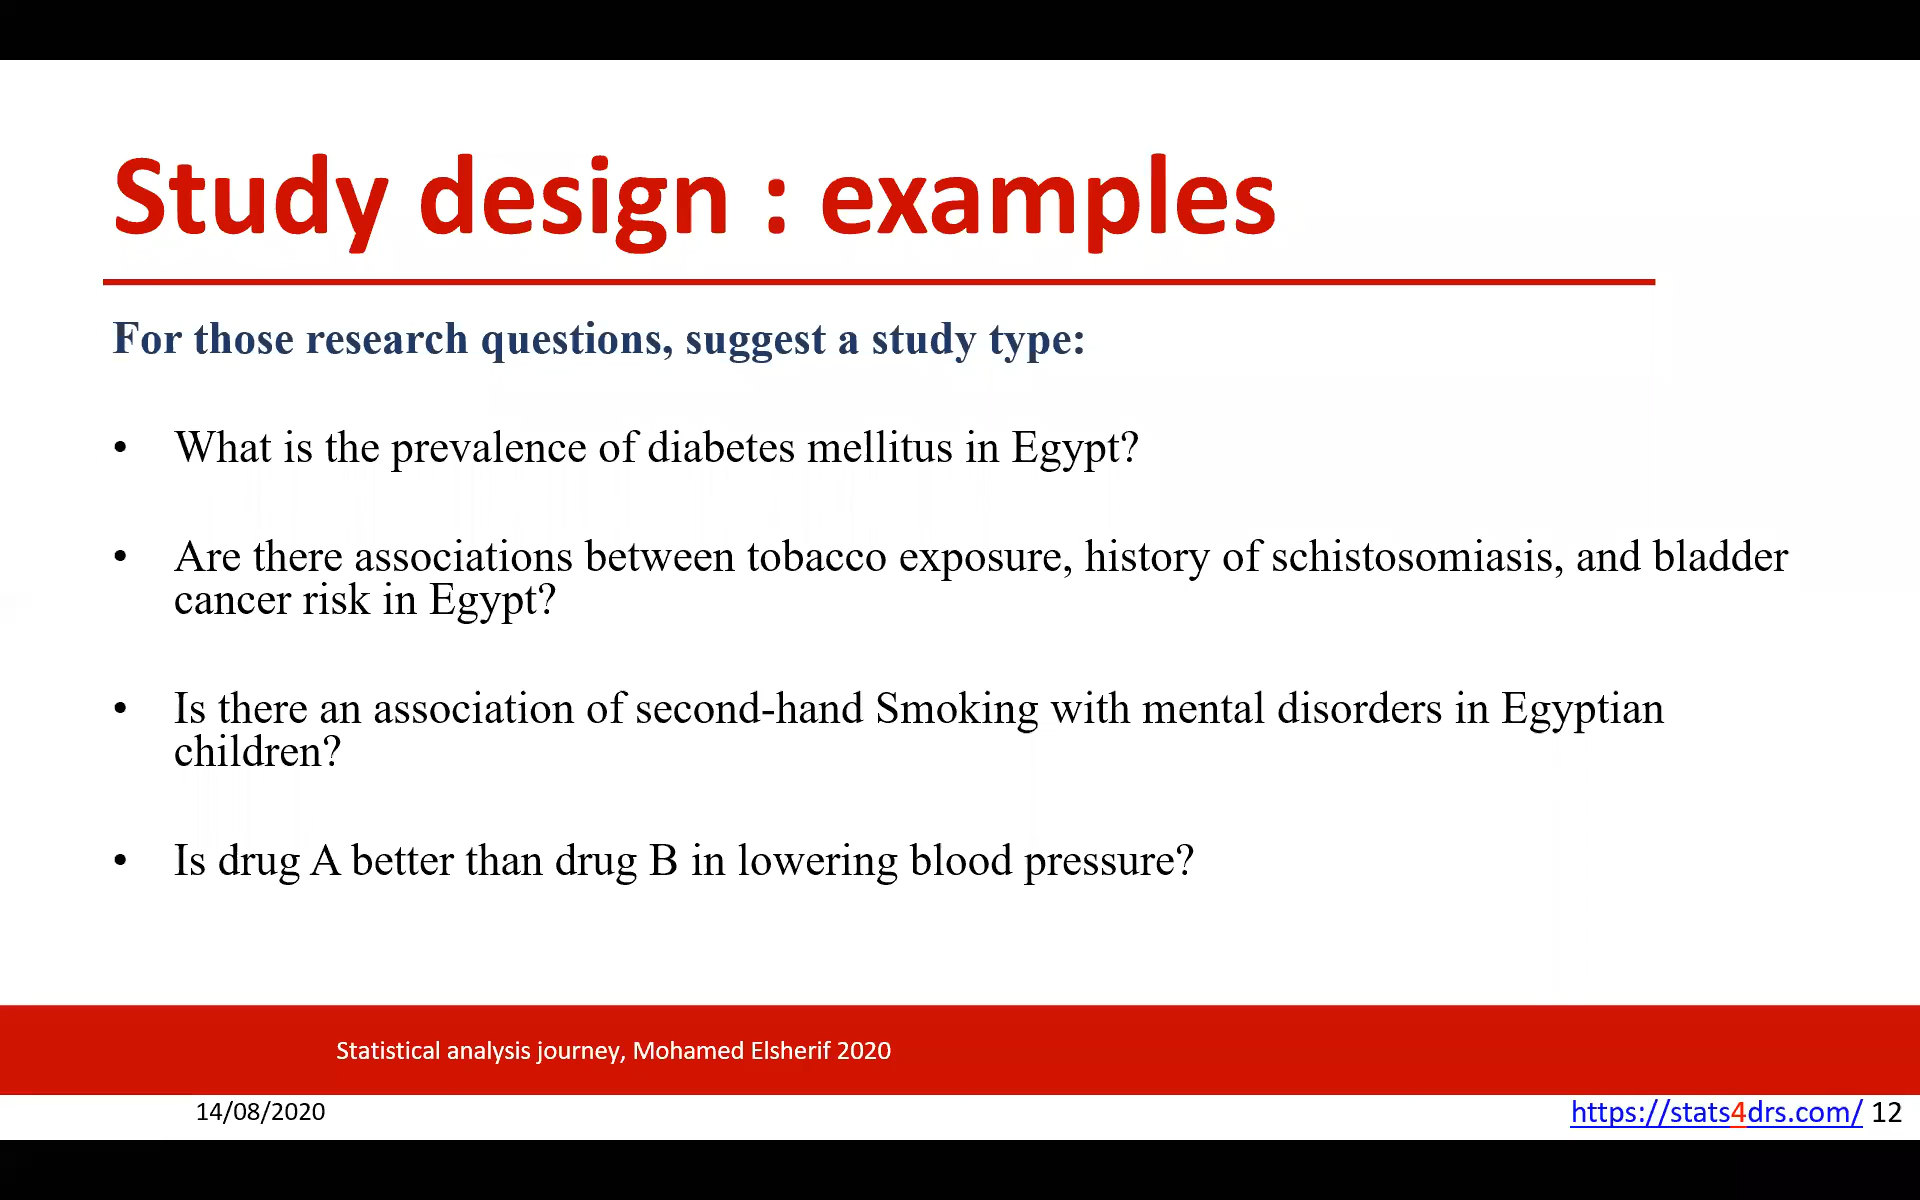 Study design : examples
For those research questions, suggest a study type:
• What is the prevalence of diabetes mellitus in Egypt?
• Are there associations between tobacco exposure, history of schistosomiasis, and bladder
cancer risk in Egypt?
• Is there an association of second-hand Smoking with mental disorders in Egyptian
children?
• Is drug A better than drug B in lowering blood pressure?
Statistical analysis journey, Mohamed Elsherif 2020
14/08/2020
https://stats4drs.com/ 12